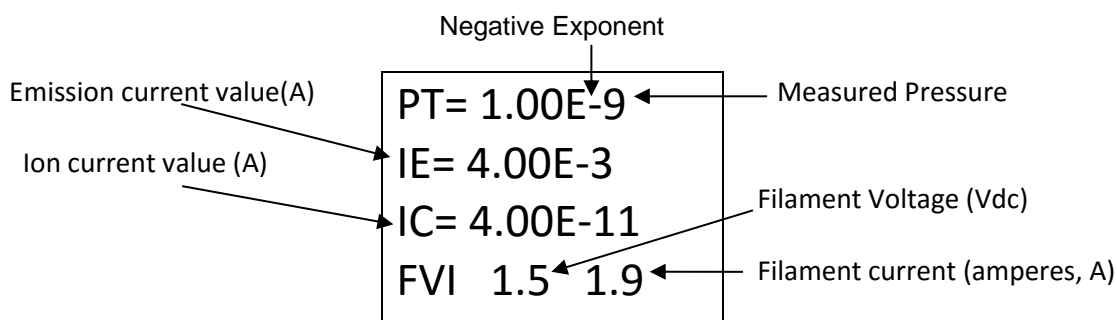 Negative Exponent
Emission current value(A)
PT= 1.00E-9
Measured Pressure
IE= 4.00E-3
Ion current value (A)
IC= 4.00E-11
Filament Voltage (Vdc)
FVI 1.5 1.9
Filament current (amperes, A)